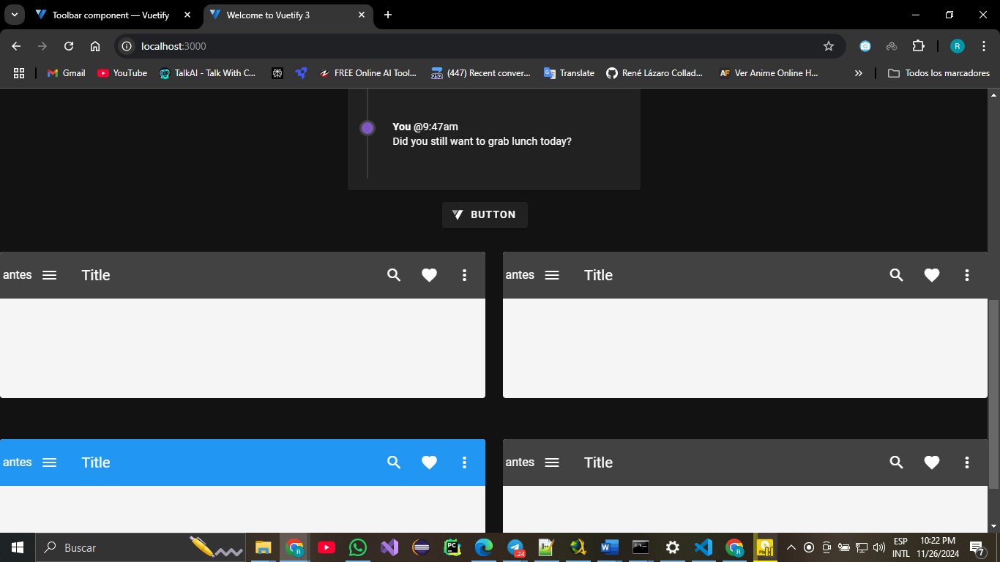 Toolbar component — Vuetify
Welcome to Vuetify 3
localhost:3000
R
Gmail
YouTube
TalkAI - Talk With C...
FREE Online AI Tool...
(447) Recent conver...
Translate
René Lázaro Collad...
AF
Ver Anime Online H...
Todos los marcadores
You @9:47am
Did you still want to grab lunch today?
BUTTON
antes Title
antes Title
antes Title
antes Title
Buscar
R
PC
.24
R
ESP
INTL
10:22 PM
11/26/2024
7